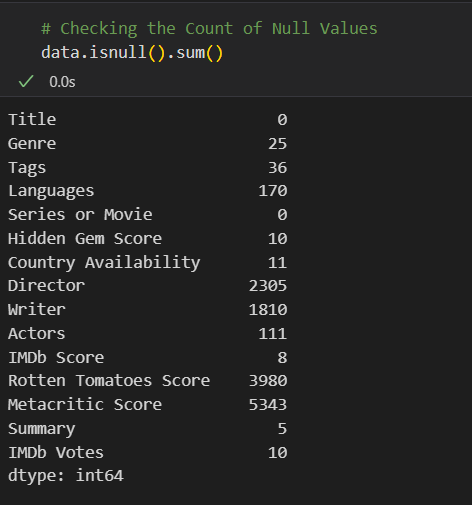 # Checking the Count of Null Values
data.isnull().sum()
0.0s
Title 0
Genre 25
Tags 36
Languages 170
Series or Movie 0
Hidden Gem Score 10
Country Availability 11
Director 2305
Writer 1810
Actors 111
IMDb Score 8
Rotten Tomatoes Score 3980
Metacritic Score 5343
Summary 5
IMDb Votes 10
dtype: int64